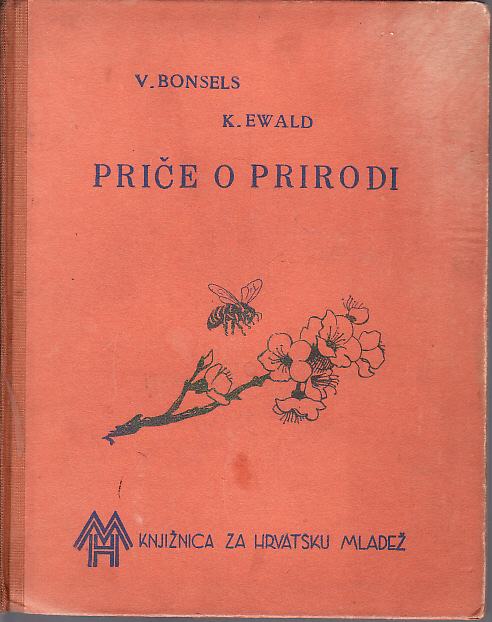 V. BONSELS
K. EWALD
PRIČE O PRIRODI
MH KNJIŽNICA ZA HRVATSKU MLADEŽ